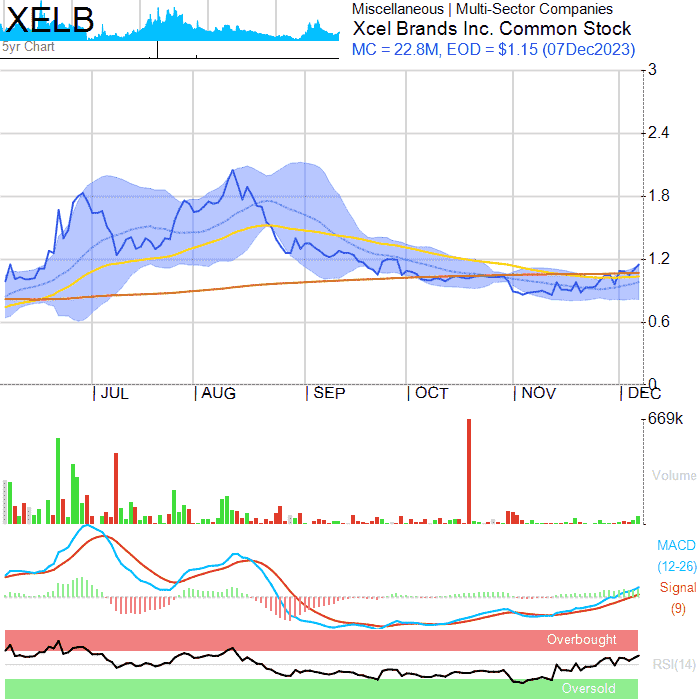 XELB
5yr Chart
Miscellaneous | Multi-Sector Companies
Xcel Brands Inc. Common Stock
MC = 22.8M, EOD = $1.15 (07Dec2023)
3
2.4
1.8
1.2
0.6
0
JUL
AUG
SEP
OCT
NOV
DEC
669k
Volume
MACD
(12-26)
Signal
(9)
Overbought
RSI(14)
Oversold